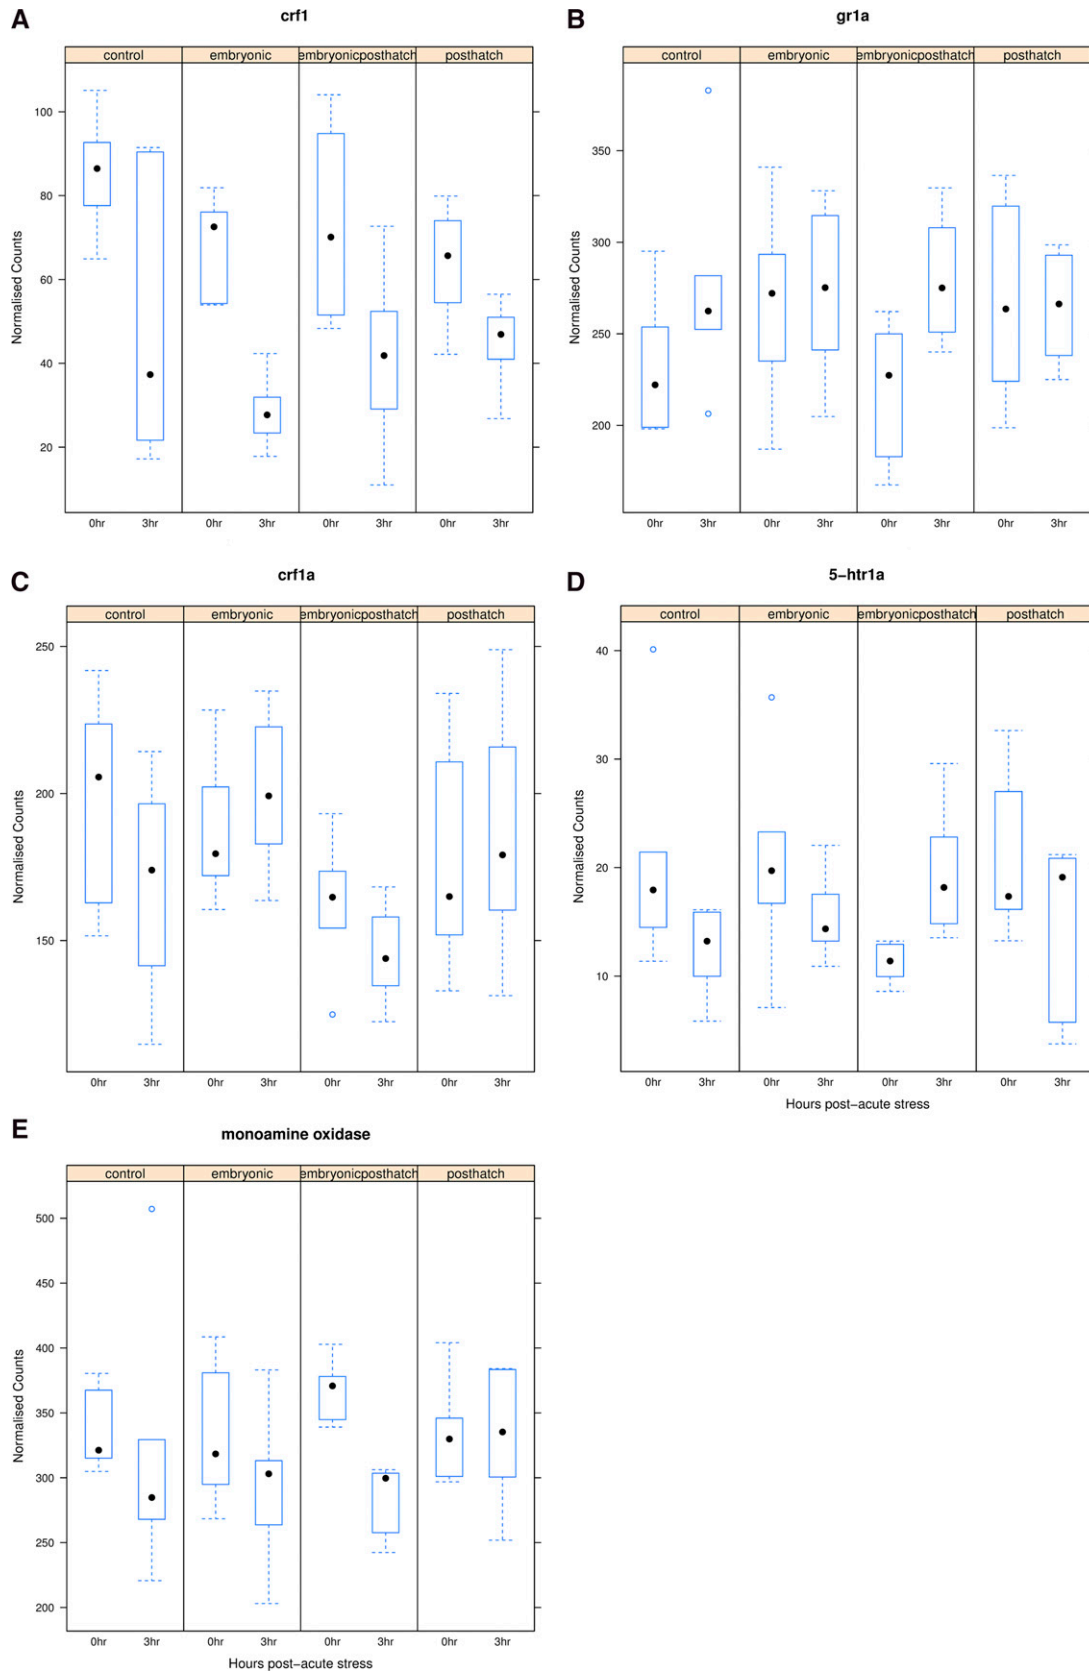 A
crf1
control embryonic embryonicposthatch posthatch
Normalised Counts
100
80
60
40
20
0hr 3hr 0hr 3hr 0hr 3hr 0hr 3hr
B
gr1a
control embryonic embryonicposthatch posthatch
Normalised Counts
350
300
250
200
0hr 3hr 0hr 3hr 0hr 3hr 0hr 3hr
C
crf1a
control embryonic embryonicposthatch posthatch
Normalised Counts
250
200
150
0hr 3hr 0hr 3hr 0hr 3hr 0hr 3hr
D
5−htr1a
control embryonic embryonicposthatch posthatch
Normalised Counts
40
30
20
10
0hr 3hr 0hr 3hr 0hr 3hr 0hr 3hr
Hours post−acute stress
E
monoamine oxidase
control embryonic embryonicposthatch posthatch
Normalised Counts
500
450
400
350
300
250
200
0hr 3hr 0hr 3hr 0hr 3hr 0hr 3hr
Hours post−acute stress